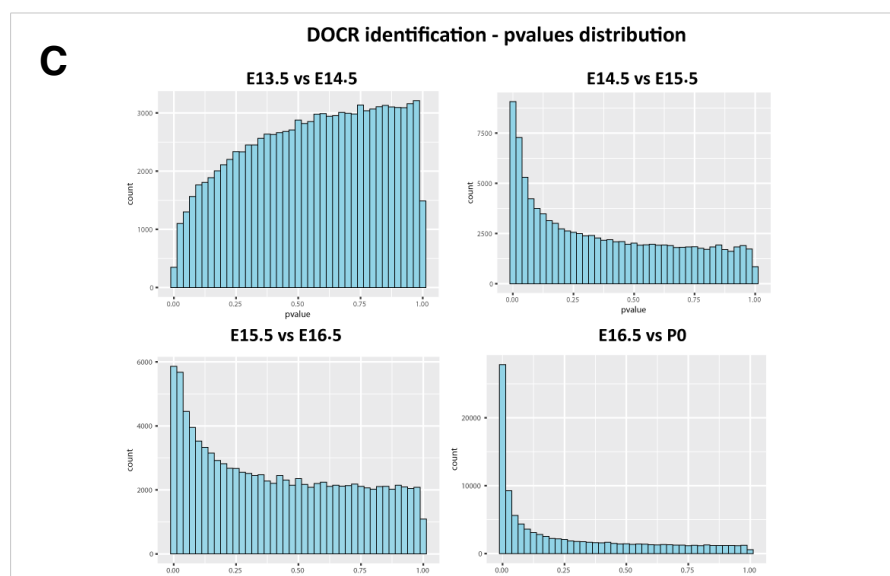 DOCR identification - pvalues distribution
C
E13.5 vs E14.5
3000
2000
1000
0
count
0.00 0.25 0.50 0.75 1.00
pvalue
E14.5 vs E15.5
7500
5000
2500
0
count
0.00 0.25 0.50 0.75 1.00
pvalue
E15.5 vs E16.5
6000
4000
2000
0
count
0.00 0.25 0.50 0.75 1.00
E16.5 vs P0
20000
10000
0
count
0.00 0.25 0.50 0.75 1.00